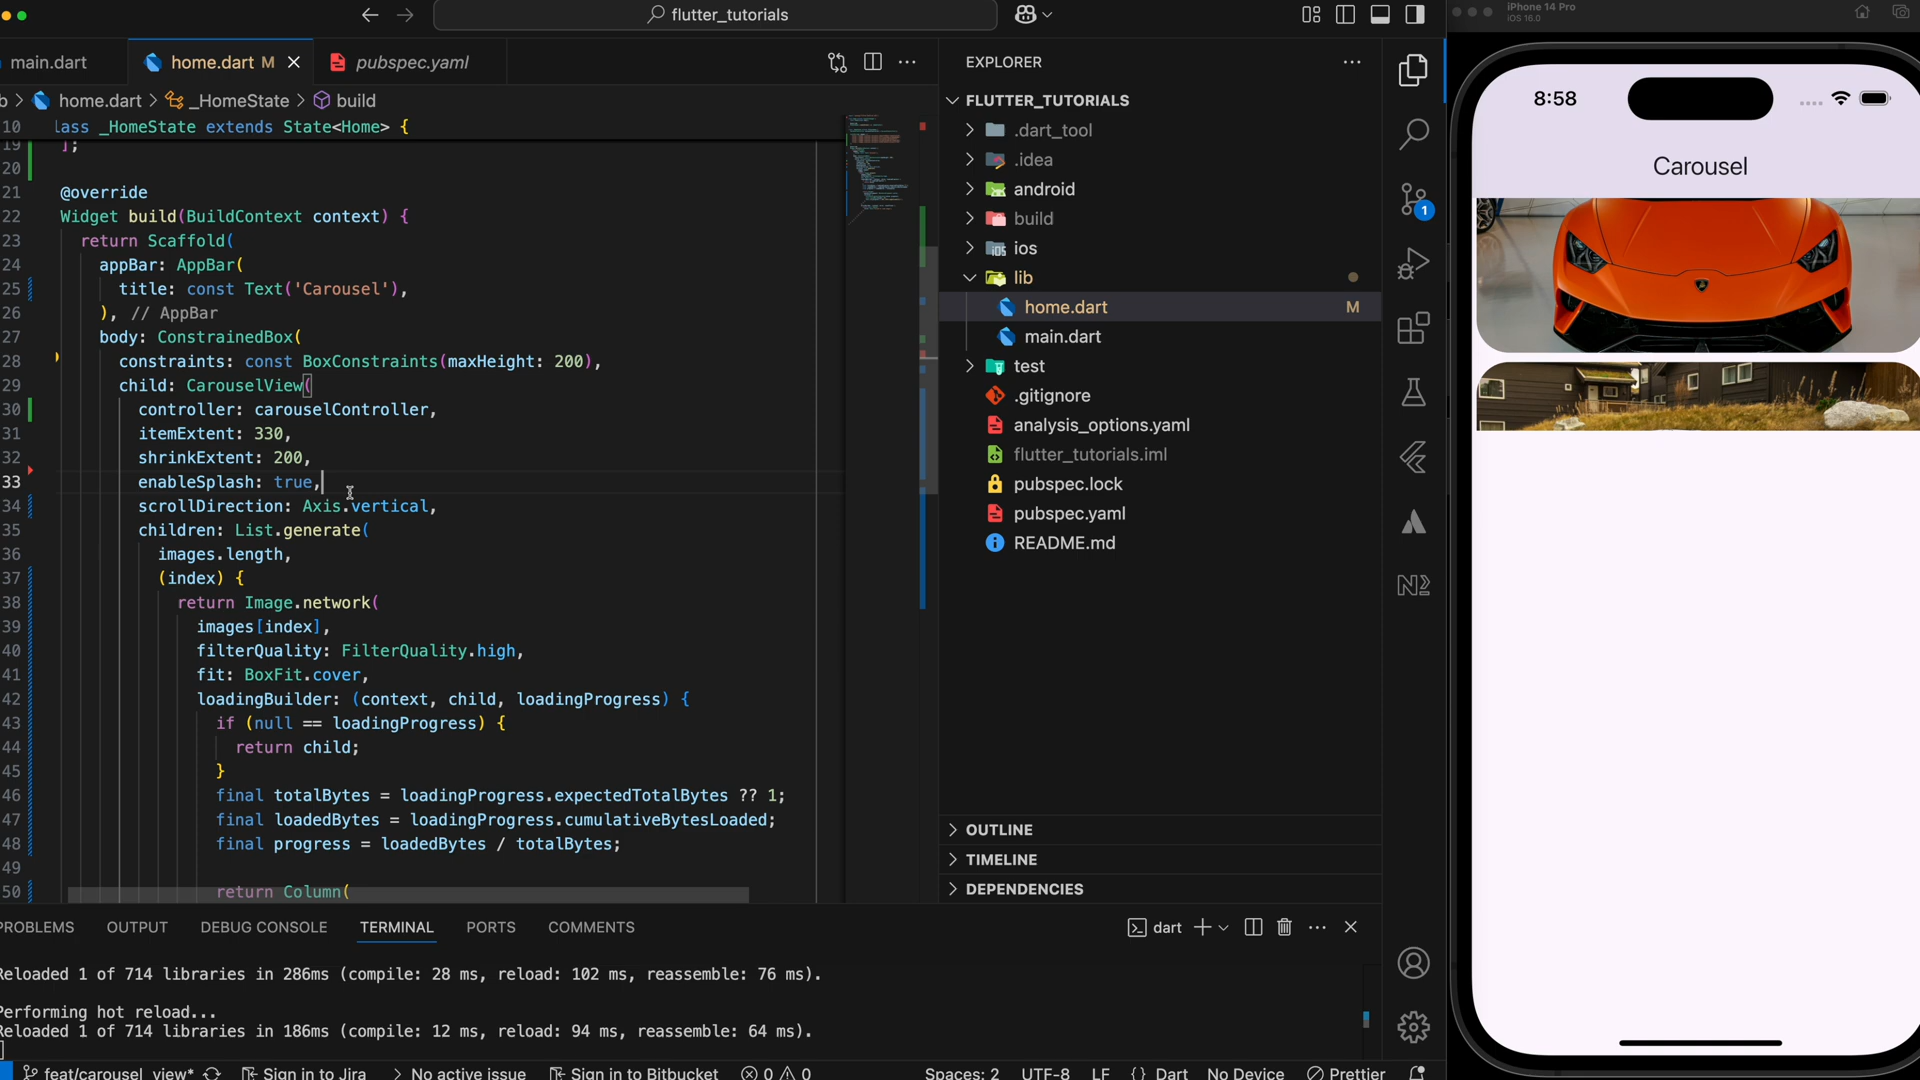 flutter_tutorials
main.dart
home.dart M
pubspec.yaml
b > home.dart > _HomeState > build
10 lass _HomeState extends State<Home> {
19 ];
20
21 @override
22 Widget build(BuildContext context) {
23 return Scaffold(
24 appBar: AppBar(
25 title: const Text('Carousel'),
26 ), // AppBar
27 body: ConstrainedBox(
28 constraints: const BoxConstraints(maxHeight: 200),
29 child: CarouselView(
30 controller: carouselController,
31 itemExtent: 330,
32 shrinkExtent: 200,
33 enableSplash: true,
34 scrollDirection: Axis.vertical,
35 children: List.generate(
36 images.length,
37 (index) {
38 return Image.network(
39 images[index],
40 filterQuality: FilterQuality.high,
41 fit: BoxFit.cover,
42 loadingBuilder: (context, child, loadingProgress) {
43 if (null == loadingProgress) {
44 return child;
45 }
46 final totalBytes = loadingProgress.expectedTotalBytes ?? 1;
47 final loadedBytes = loadingProgress.cumulativeBytesLoaded;
48 final progress = loadedBytes / totalBytes;
49
50 return Column(
PROBLEMS OUTPUT DEBUG CONSOLE TERMINAL PORTS COMMENTS
dart
Reloaded 1 of 714 libraries in 286ms (compile: 28 ms, reload: 102 ms, reassemble: 76 ms).
Performing hot reload...
Reloaded 1 of 714 libraries in 186ms (compile: 12 ms, reload: 94 ms, reassemble: 64 ms).
feat/carousel_view* Sign in to Jira > No active issue Sign in to Bitbucket 0 0 Spaces: 2 UTF-8 LF {} Dart No Device Prettier
EXPLORER
FLUTTER_TUTORIALS
.dart_tool
.idea
android
build
ios
lib
home.dart M
main.dart
test
.gitignore
analysis_options.yaml
flutter_tutorials.iml
pubspec.lock
pubspec.yaml
README.md
OUTLINE
TIMELINE
DEPENDENCIES
1
iPhone 14 Pro
iOS 16.0
8:58
Carousel